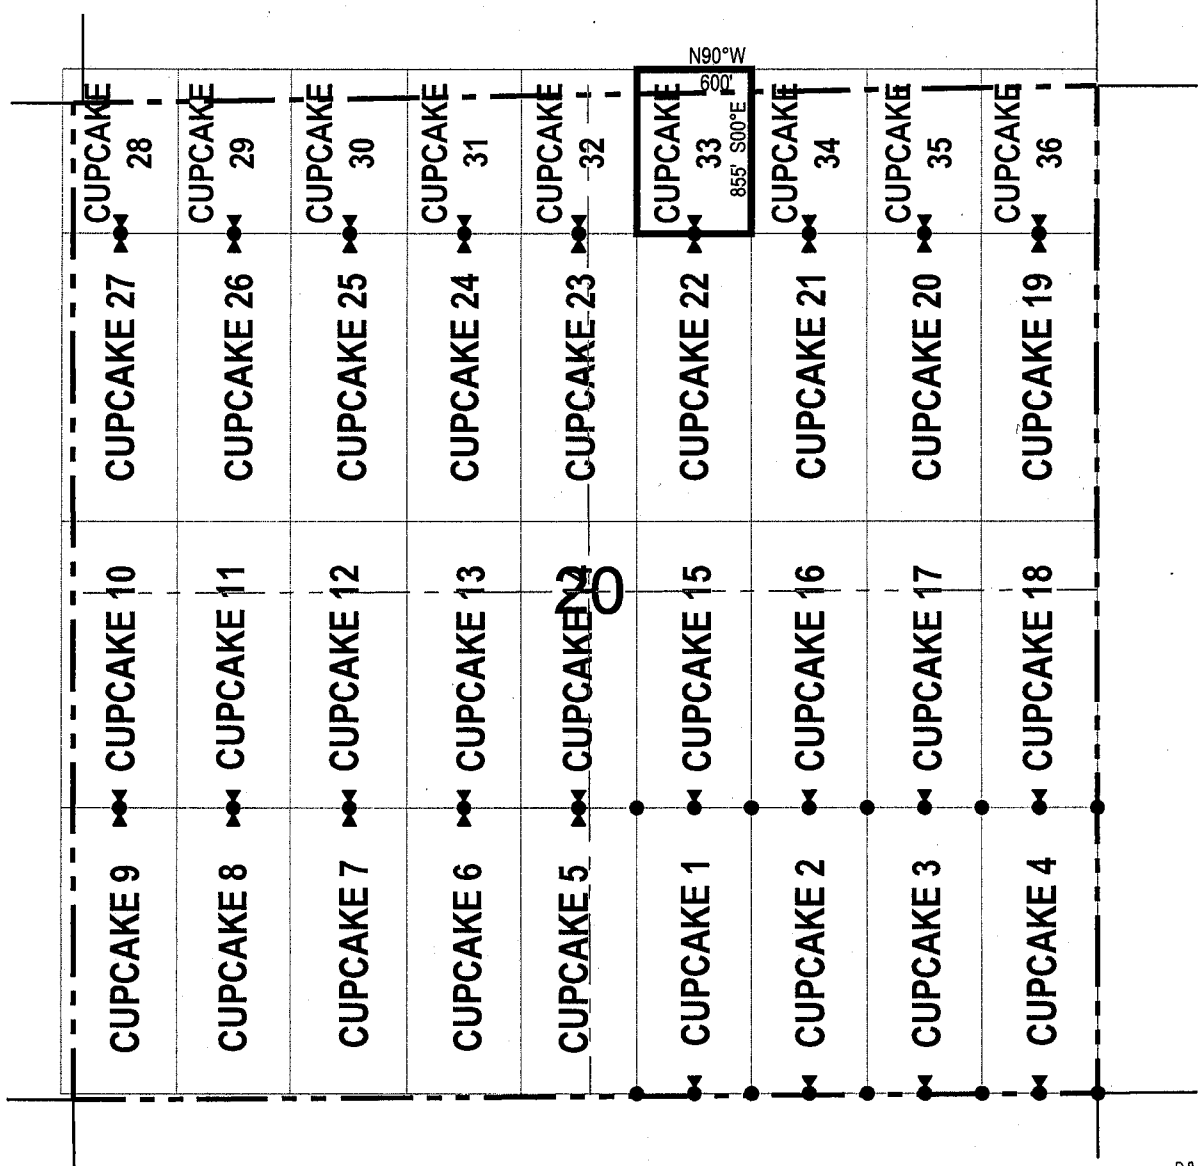 N90°W
600'
855' S00°E
CUPCAKE
28
CUPCAKE
29
CUPCAKE
30
CUPCAKE
31
CUPCAKE
32
CUPCAKE
33
CUPCAKE
34
CUPCAKE
35
CUPCAKE
36
CUPCAKE 27
CUPCAKE 26
CUPCAKE 25
CUPCAKE 24
CUPCAKE 23
CUPCAKE 22
CUPCAKE 21
CUPCAKE 20
CUPCAKE 19
CUPCAKE 10
CUPCAKE 11
CUPCAKE 12
CUPCAKE 13
CUPCAKE 14
20
CUPCAKE 15
CUPCAKE 16
CUPCAKE 17
CUPCAKE 18
CUPCAKE 9
CUPCAKE 8
CUPCAKE 7
CUPCAKE 6
CUPCAKE 5
CUPCAKE 1
CUPCAKE 2
CUPCAKE 3
CUPCAKE 4